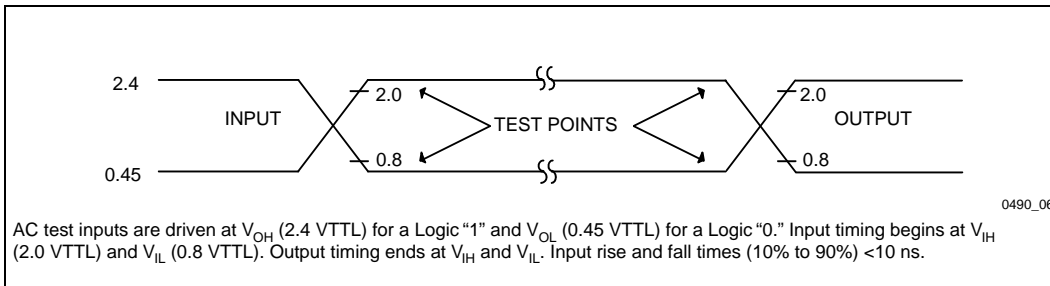 2.4
INPUT
2.0
TEST POINTS
2.0
OUTPUT
0.8
0.8
0.45
0490_06
AC test inputs are driven at VOH (2.4 VTTL) for a Logic “1” and VOL (0.45 VTTL) for a Logic “0.” Input timing begins at VIH
(2.0 VTTL) and VIL (0.8 VTTL). Output timing ends at VIH and VIL. Input rise and fall times (10% to 90%) <10 ns.